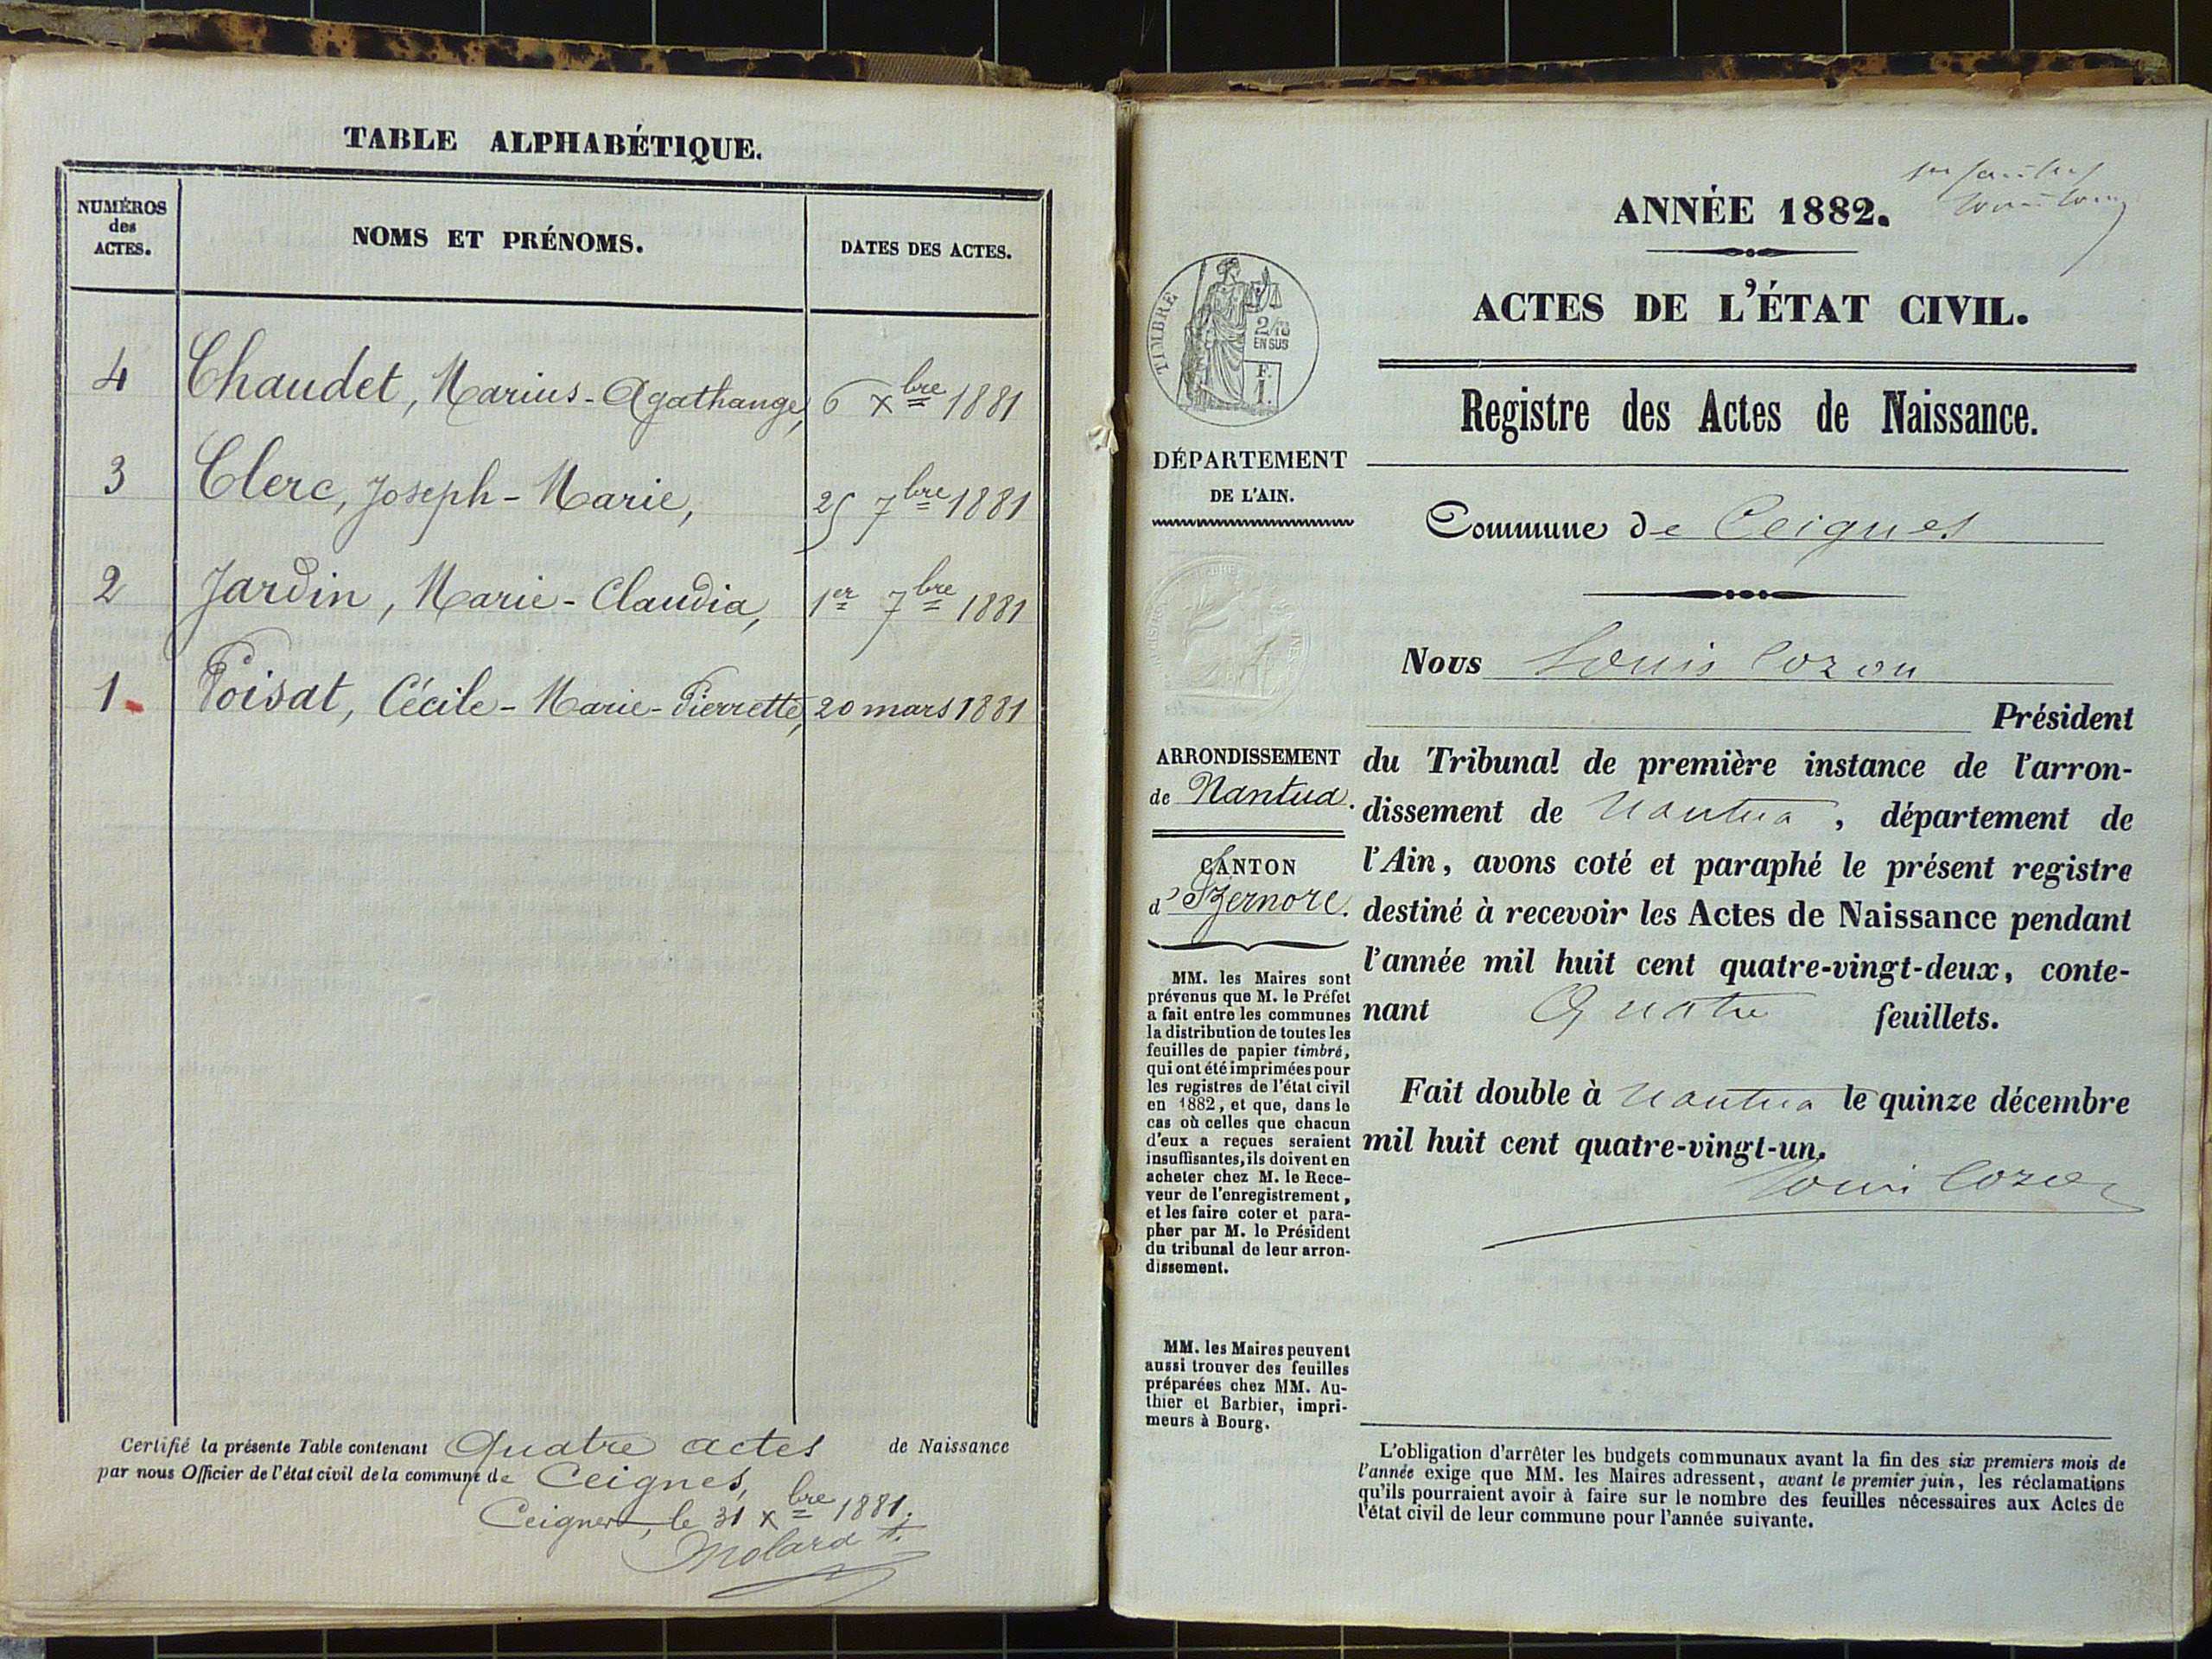 TABLE ALPHABÉTIQUE.
NUMÉROS
des
ACTES.
NOMS ET PRÉNOMS.
DATES DES ACTES.
4 Chaudet, Marius-Agathange, 6 Xbre 1881
3 Clerc, Joseph-Marie, 25 7bre 1881
2 Jardin, Marie-Claudia, 1er 7bre 1881
1. Poisat, Cécile-Marie-Pierrette, 20 mars 1881
Certifié la présente Table contenant Quatre actes de Naissance
par nous Officier de l'état civil de la commune de Ceignes,
Ceignes, le 31 Xbre 1881.
Molard
ANNÉE 1882.
ACTES DE L'ÉTAT CIVIL.
Registre des Actes de Naissance.
TIMBRE
2/10
EN SUS
F.
1.
DÉPARTEMENT
DE L'AIN.
ARRONDISSEMENT
de Nantua.
CANTON
d'Izernore.
MM. les Maires sont
prévenus que M. le Préfet
a fait entre les communes
la distribution de toutes les
feuilles de papier timbré,
qui ont été imprimées pour
les registres de l'état civil
en 1882, et que, dans le
cas où celles que chacun
d'eux a reçues seraient
insuffisantes, ils doivent en
acheter chez M. le Rece-
veur de l'enregistrement,
et les faire coter et para-
pher par M. le Président
du tribunal de leur arron-
dissement.
MM. les Maires peuvent
aussi trouver des feuilles
préparées chez MM. Au-
thier et Barbier, impri-
meurs à Bourg.
Commune de Ceignes
Nous Louis Cozon
Président
du Tribunal de première instance de l'arron-
dissement de Nantua, département de
l'Ain, avons coté et paraphé le présent registre
destiné à recevoir les Actes de Naissance pendant
l'année mil huit cent quatre-vingt-deux, conte-
nant Quatre feuillets.
Fait double à Nantua le quinze décembre
mil huit cent quatre-vingt-un.
Louis Cozon
L'obligation d'arrêter les budgets communaux avant la fin des six premiers mois de
l'année exige que MM. les Maires adressent, avant le premier juin, les réclamations
qu'ils pourraient avoir à faire sur le nombre des feuilles nécessaires aux Actes de
l'état civil de leur commune pour l'année suivante.